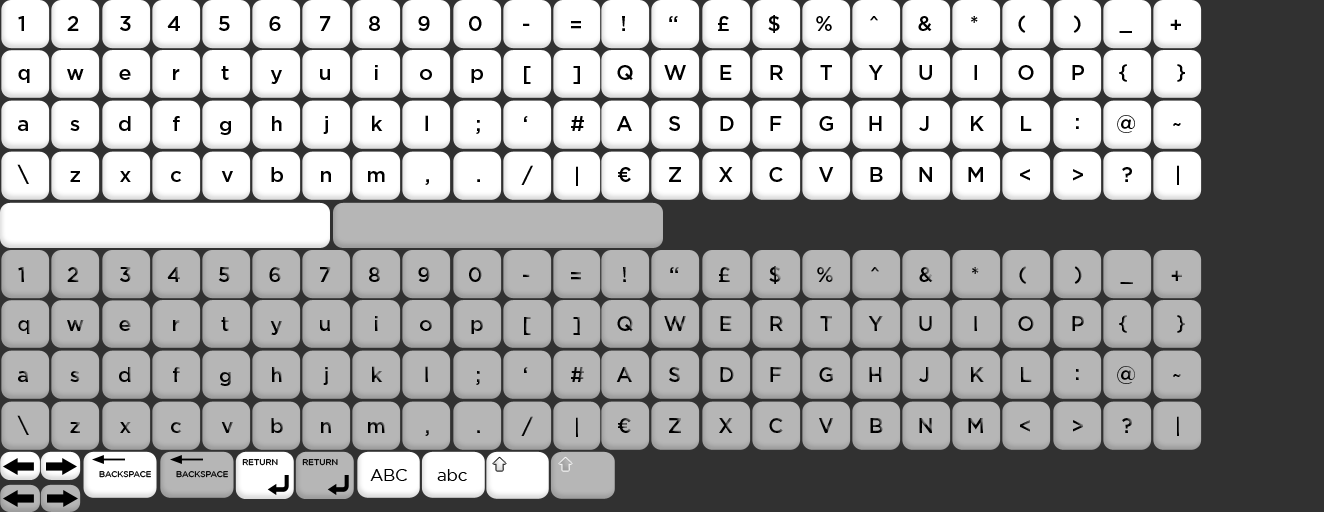 1 2 3 4 5 6 7 8 9 0 - = ! “ £ $ % ^ & * ( ) _ +
q w e r t y u i o p [ ] Q W E R T Y U I O P { }
a s d f g h j k l ; ‘ # A S D F G H J K L : @ ~
\ z x c v b n m , . / | € Z X C V B N M < > ? |
1 2 3 4 5 6 7 8 9 0 - = ! “ £ $ % ^ & * ( ) _ +
q w e r t y u i o p [ ] Q W E R T Y U I O P { }
a s d f g h j k l ; ‘ # A S D F G H J K L : @ ~
\ z x c v b n m , . / | € Z X C V B N M < > ? |
BACKSPACE BACKSPACE RETURN RETURN ABC abc